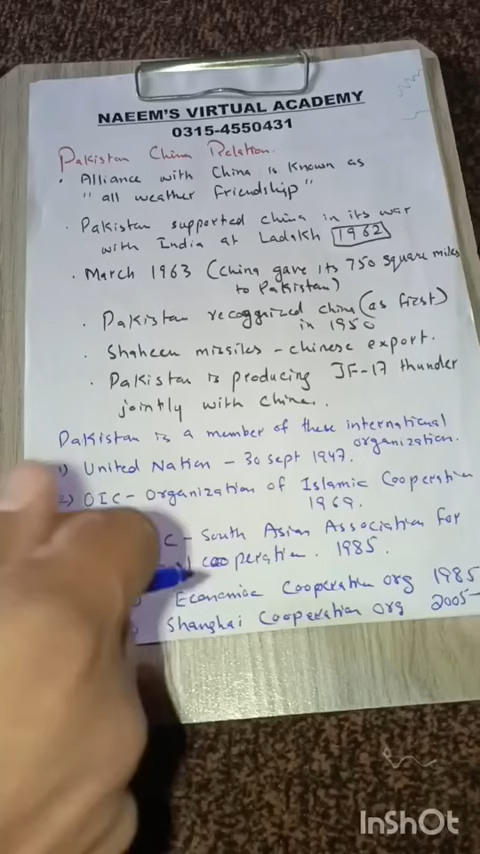 NAEEM'S VIRTUAL ACADEMY
0315-4550431
Pakistan China Relation.
• Alliance with China is known as
"all weather friendship"
• Pakistan supported china in its war
with India at Ladakh 1962
• March 1963 (China gave its 750 square miles
to Pakistan)
• Pakistan recognized china (as first)
in 1950
• Shaheen missiles - chinese export.
• Pakistan is producing JF-17 thunder
jointly with China.
Pakistan is a member of these international
organization.
1) United Nation - 30 sept 1947.
2) OIC - Organization of Islamic Cooperation
1969.
C - South Asian Association for
cooperation. 1985.
Economic Cooperation org 1985
Shanghai Cooperation org 2005
InShOt